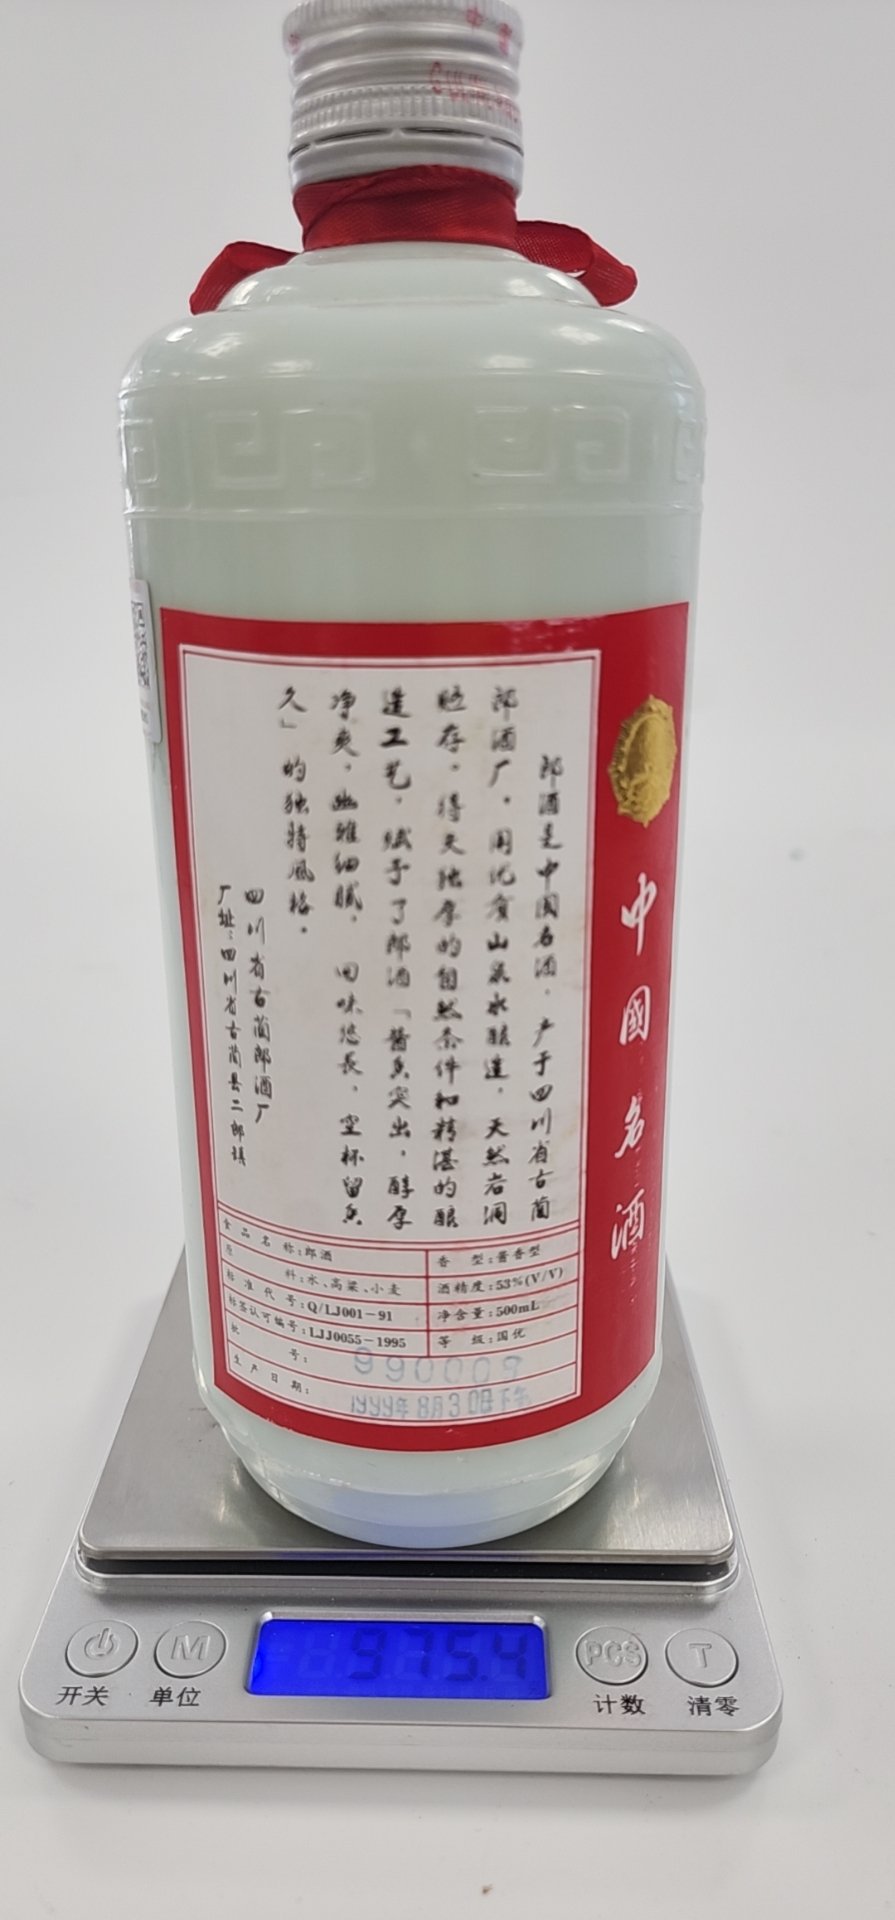 中國名酒
郎酒是中国名酒，产于四川省古蔺
郎酒厂，用优质山泉水酿造，天然岩洞
贮存，得天独厚的自然条件和精湛的酿
造工艺，赋予了郎酒「酱香突出，醇厚
净爽，幽雅细腻，回味悠長，空杯留香
久」的独特風格。
四川省古蔺郎酒厂
厂址：四川省古蔺县二郎镇
食品名称：郎酒
香型：酱香型
原料：水、高粱、小麦
酒精度：53%(V/V)
标准代号：Q/LJ001－91
净含量：500mL
标签认可编号：LJJ0055－1995
等级：国优
批号：
生产日期：1999年8月30日下午
975.4
M
PCS
T
开关
单位
计数
清零